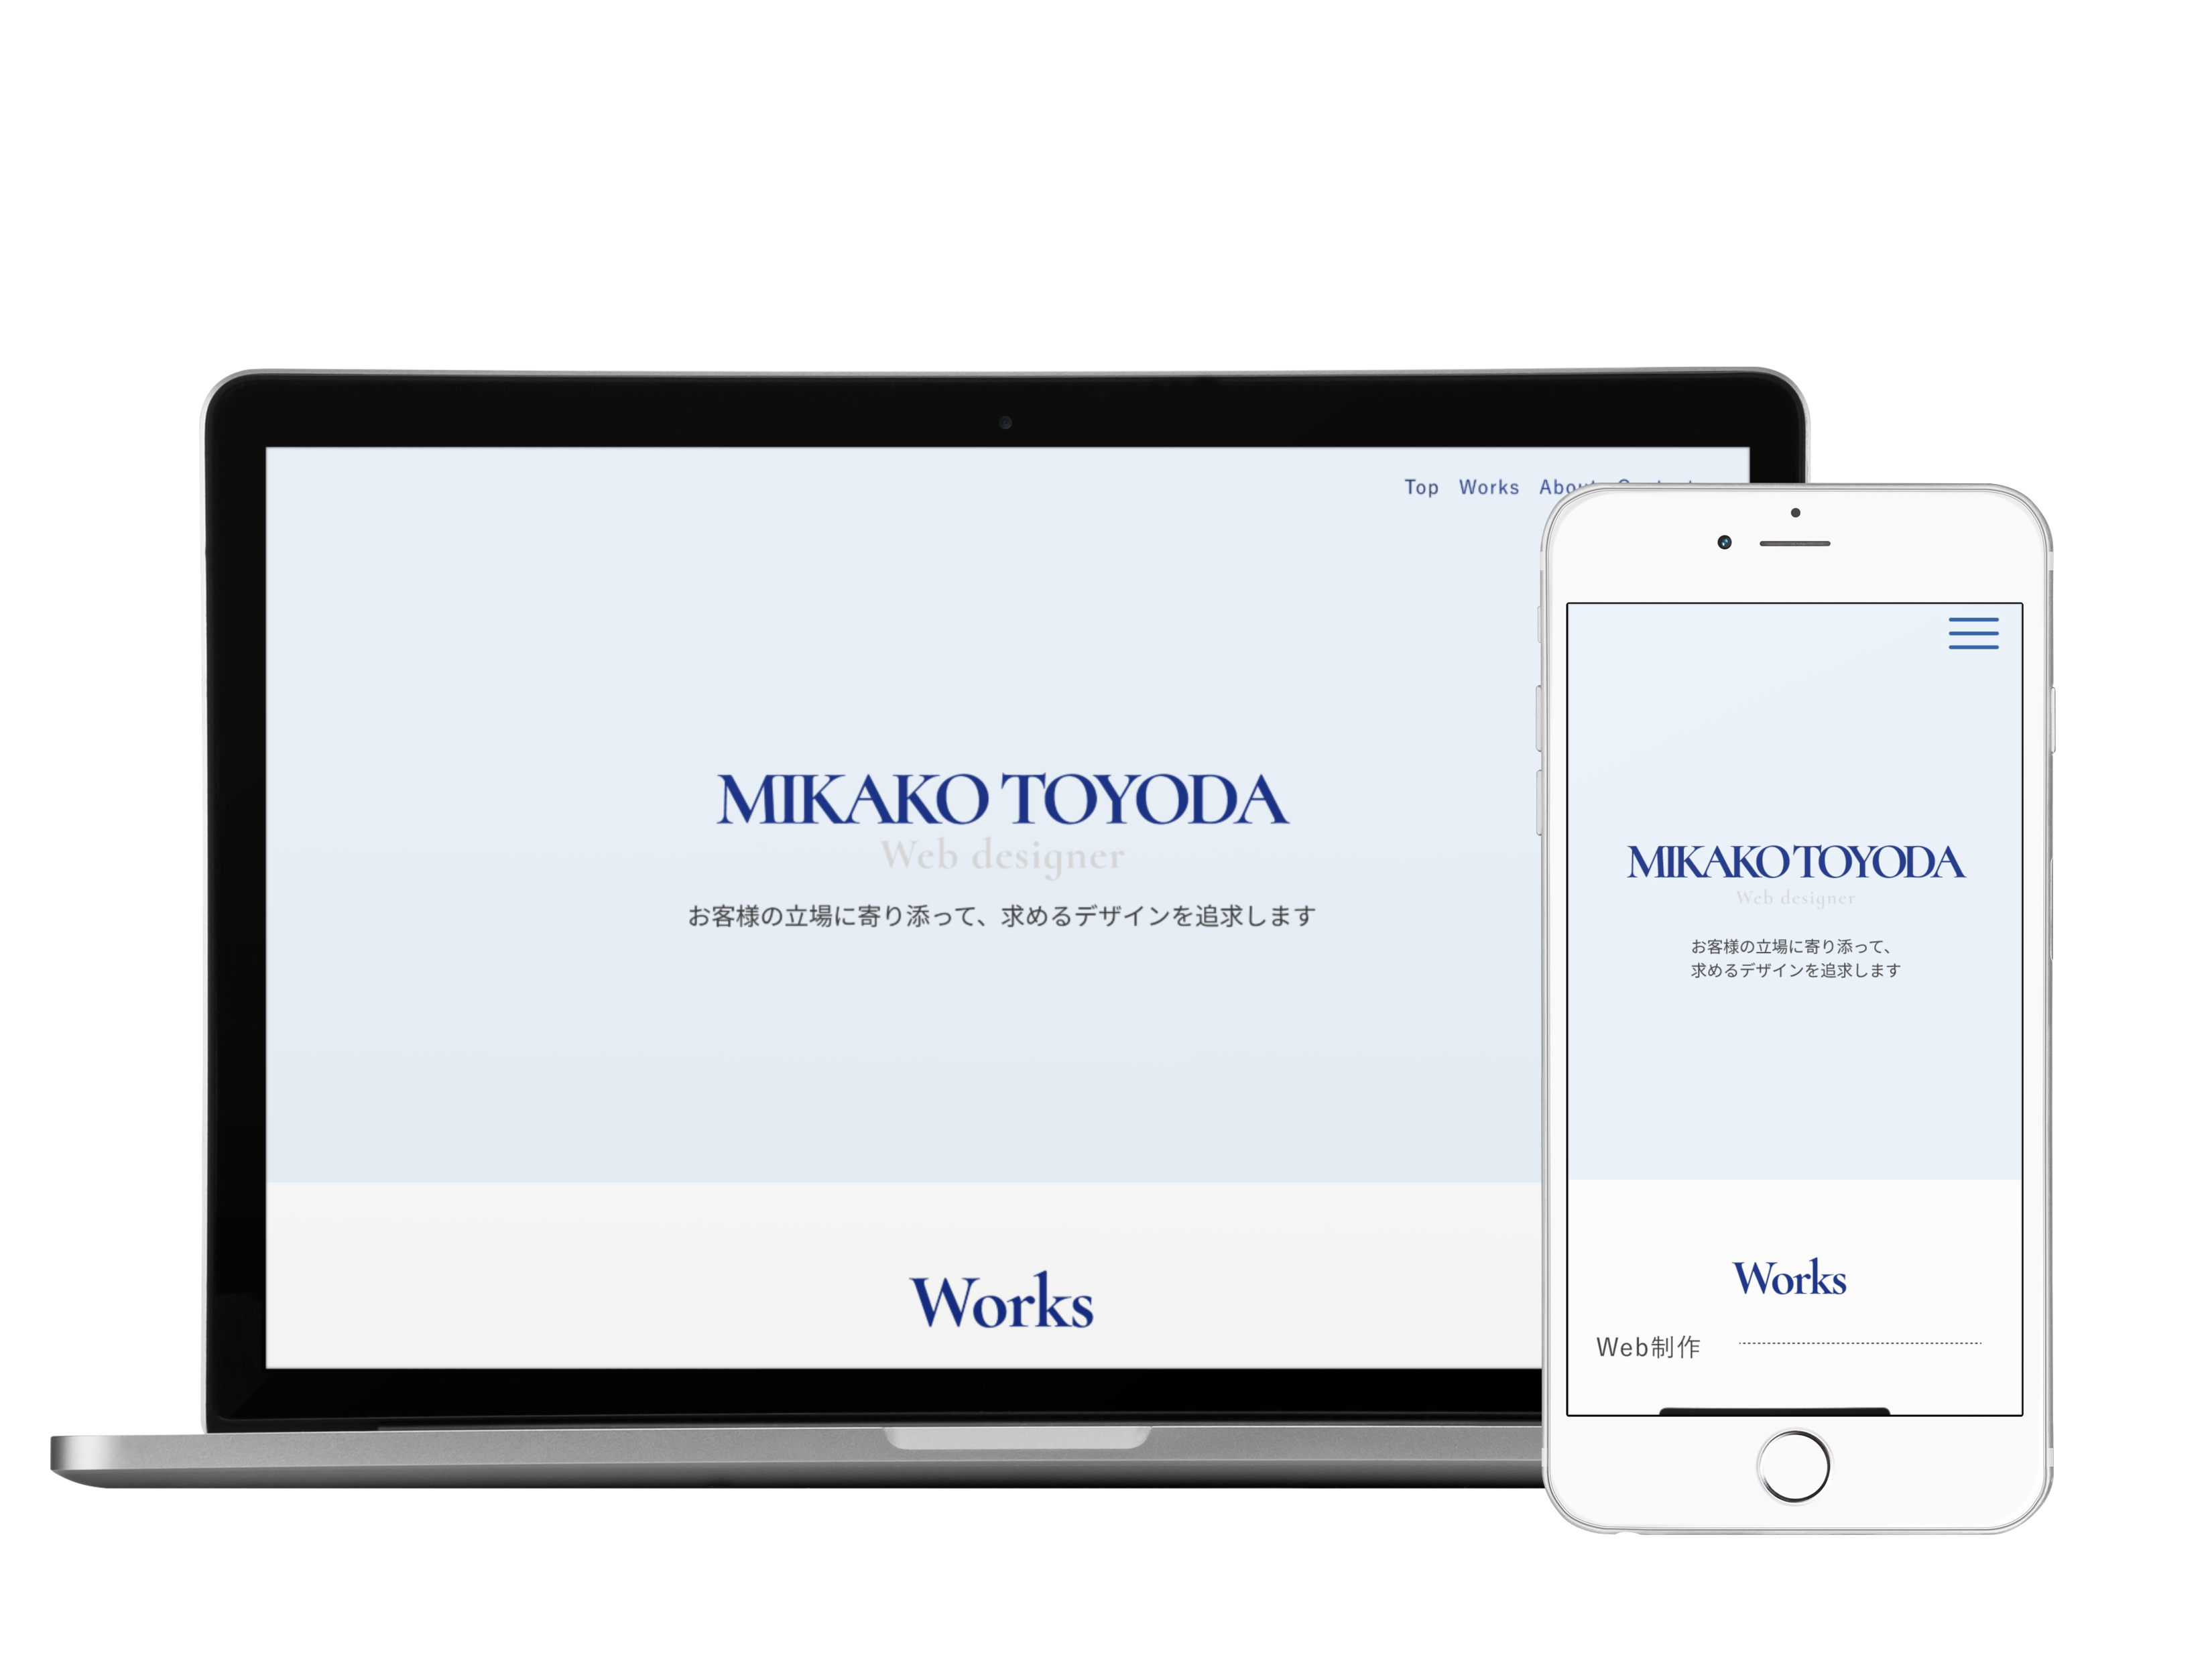 Top Works
MIKAKO TOYODA
Web designer
お客様の立場に寄り添って、求めるデザインを追求します
Works
MIKAKO TOYODA
Web designer
お客様の立場に寄り添って、
求めるデザインを追求します
Works
Web制作